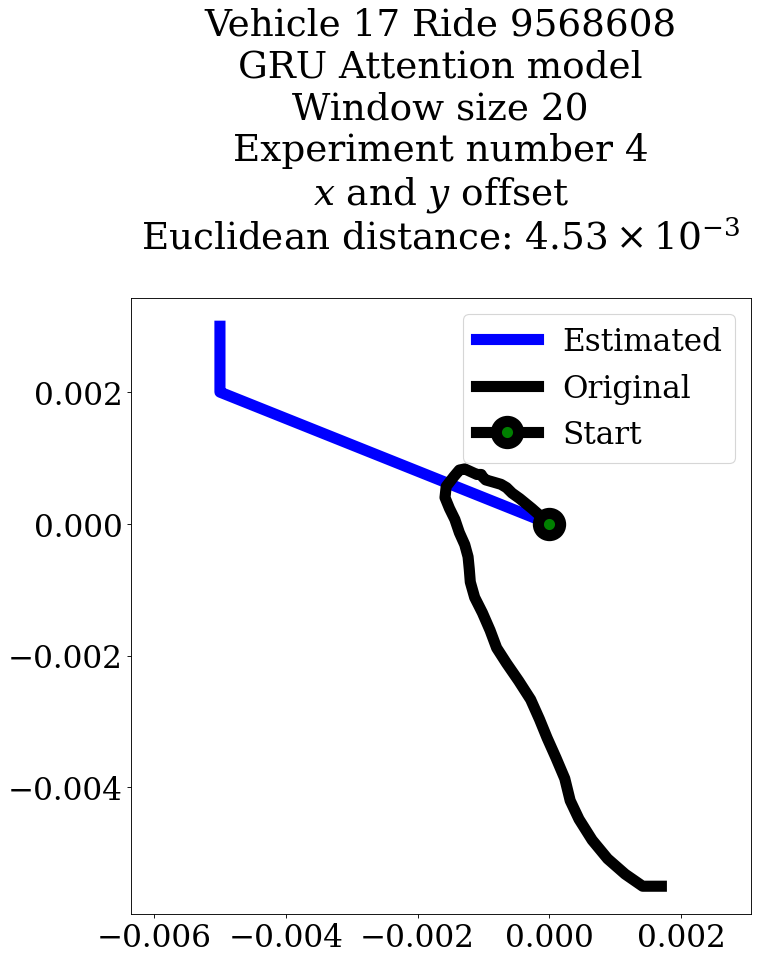 Vehicle 17 Ride 9568608
GRU Attention model
Window size 20
Experiment number 4
x and y offset
Euclidean distance: 4.53 × 10⁻³
Estimated
Original
Start
0.002
0.000
−0.002
−0.004
−0.006 −0.004 −0.002 0.000 0.002